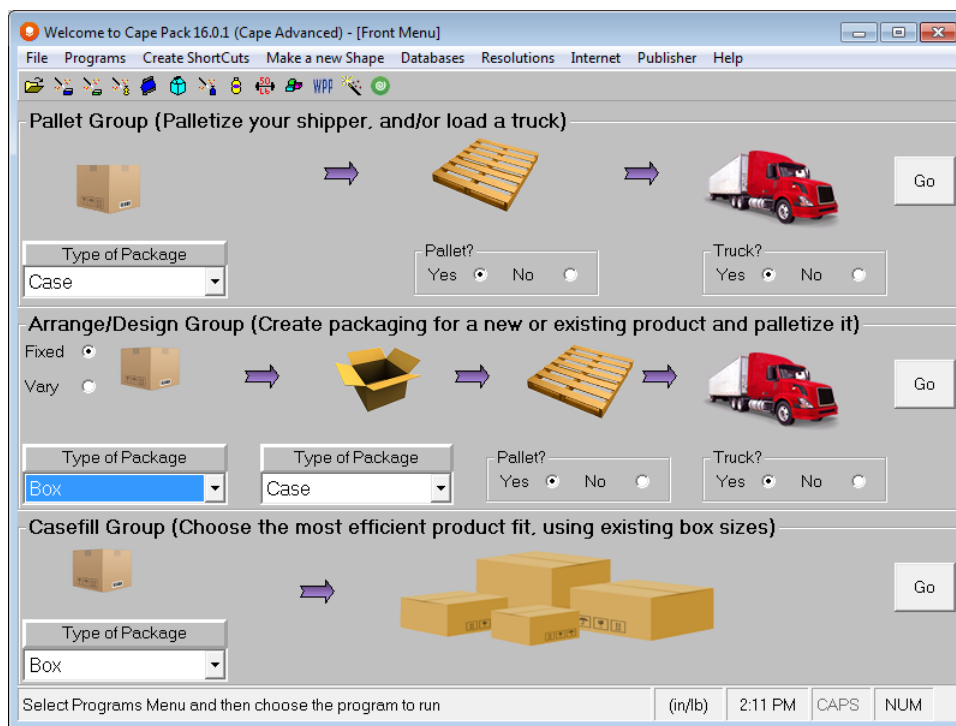 Welcome to Cape Pack 16.0.1 (Cape Advanced) - [Front Menu]
File Programs Create ShortCuts Make a new Shape Databases Resolutions Internet Publisher Help
WPF
Pallet Group (Palletize your shipper, and/or load a truck)
Go
Type of Package
Case
Pallet?
Yes No
Truck?
Yes No
Arrange/Design Group (Create packaging for a new or existing product and palletize it)
Fixed
Vary
Go
Type of Package
Box
Type of Package
Case
Pallet?
Yes No
Truck?
Yes No
Casefill Group (Choose the most efficient product fit, using existing box sizes)
Go
Type of Package
Box
Select Programs Menu and then choose the program to run (in/lb) 2:11 PM CAPS NUM